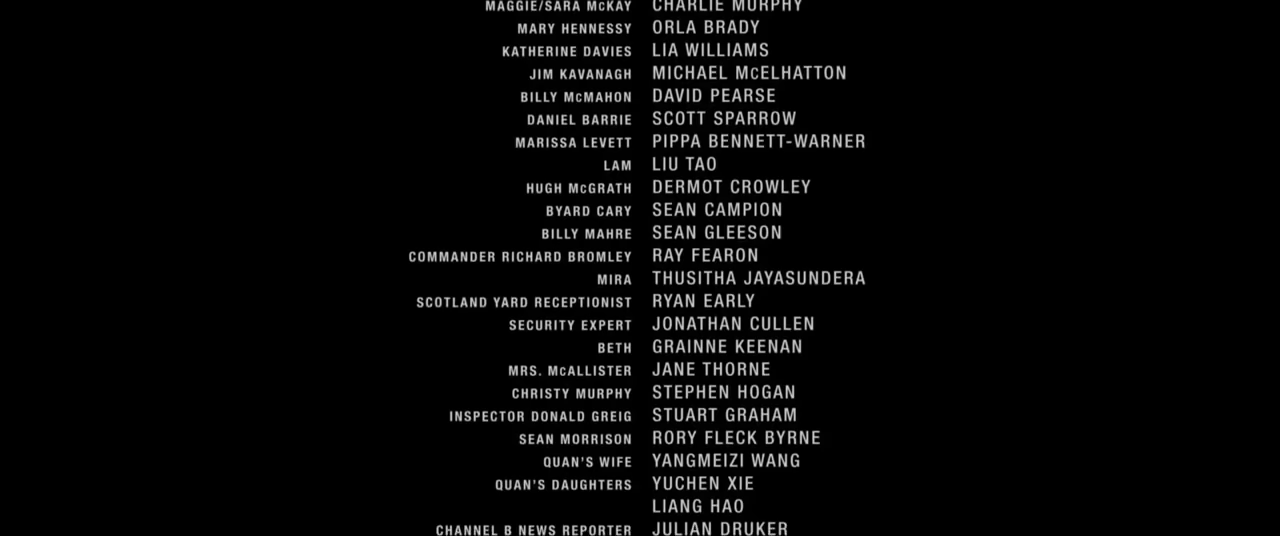 MAGGIE/SARA McKAY CHARLIE MURPHY
MARY HENNESSY ORLA BRADY
KATHERINE DAVIES LIA WILLIAMS
JIM KAVANAGH MICHAEL McELHATTON
BILLY McMAHON DAVID PEARSE
DANIEL BARRIE SCOTT SPARROW
MARISSA LEVETT PIPPA BENNETT-WARNER
LAM LIU TAO
HUGH McGRATH DERMOT CROWLEY
BYARD CARY SEAN CAMPION
BILLY MAHRE SEAN GLEESON
COMMANDER RICHARD BROMLEY RAY FEARON
MIRA THUSITHA JAYASUNDERA
SCOTLAND YARD RECEPTIONIST RYAN EARLY
SECURITY EXPERT JONATHAN CULLEN
BETH GRAINNE KEENAN
MRS. McALLISTER JANE THORNE
CHRISTY MURPHY STEPHEN HOGAN
INSPECTOR DONALD GREIG STUART GRAHAM
SEAN MORRISON RORY FLECK BYRNE
QUAN'S WIFE YANGMEIZI WANG
QUAN'S DAUGHTERS YUCHEN XIE
LIANG HAO
CHANNEL B NEWS REPORTER JULIAN DRUKER